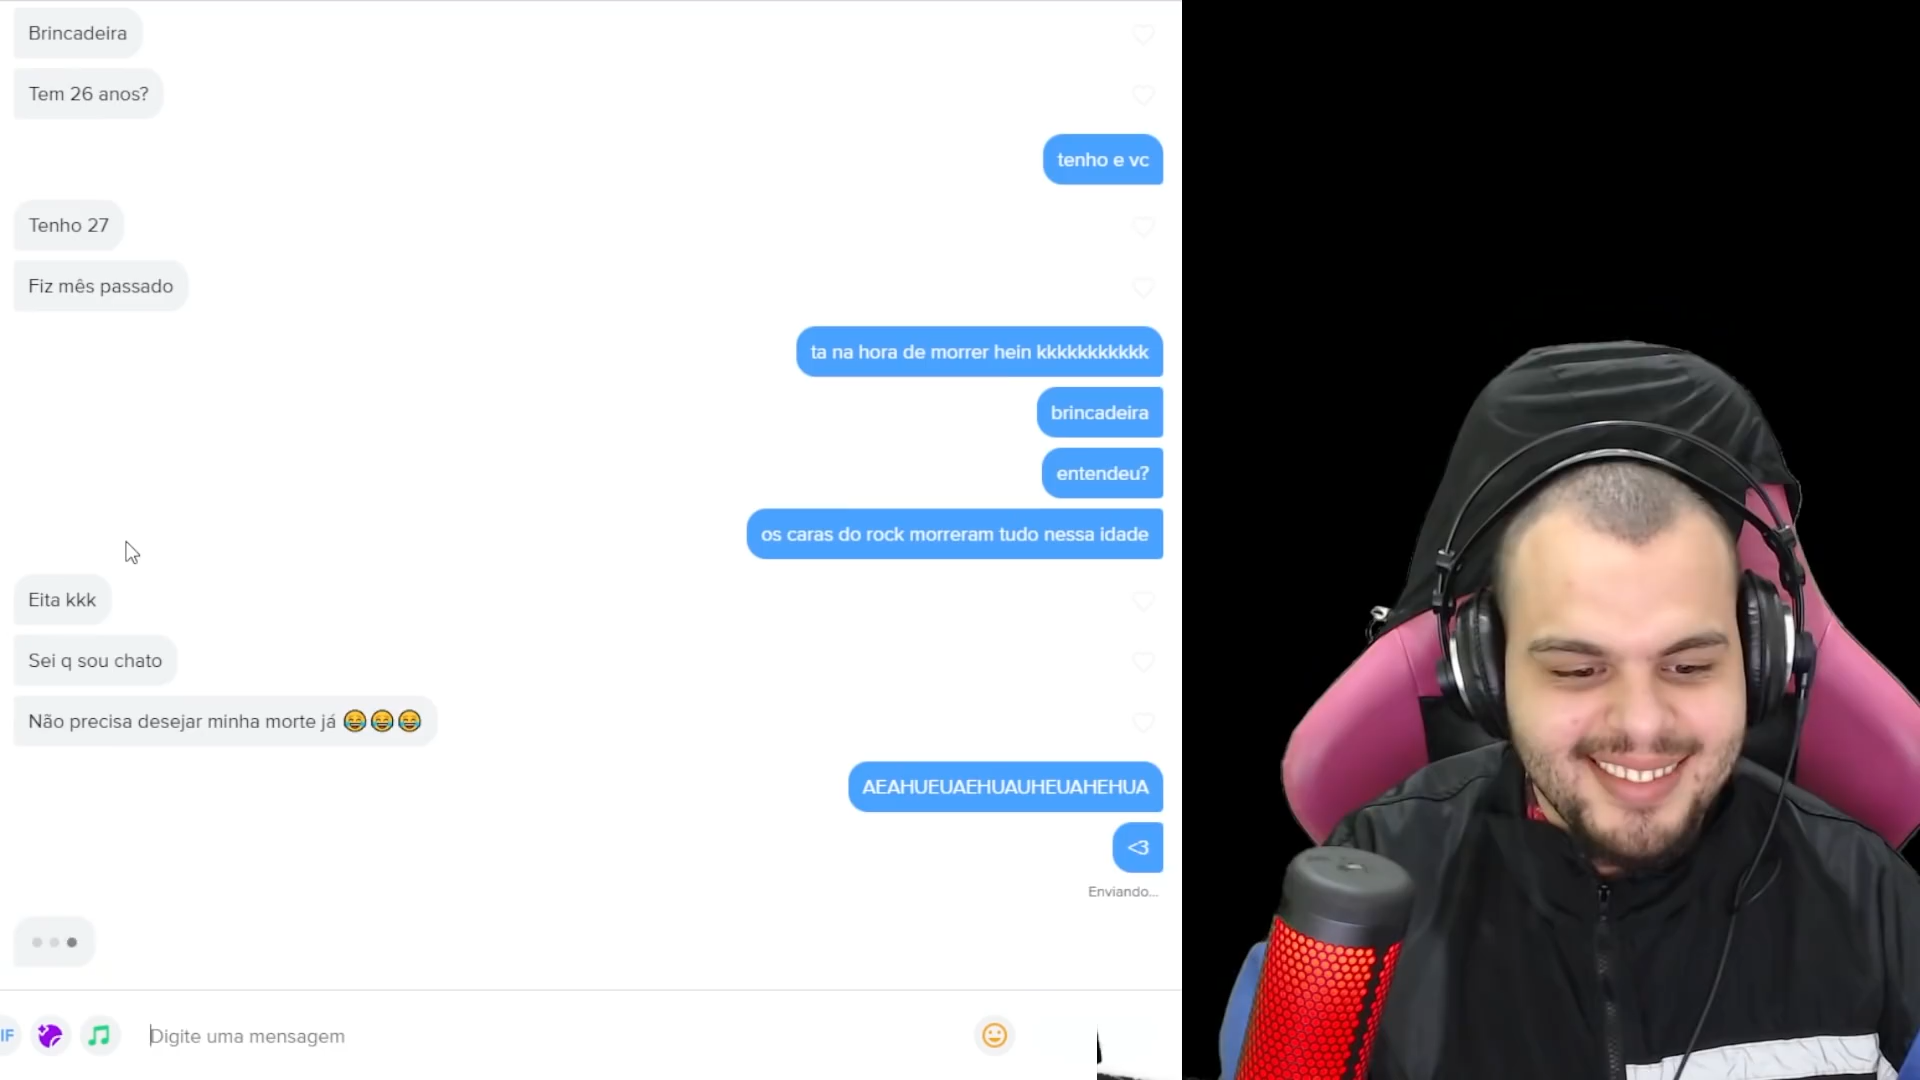 Brincadeira
Tem 26 anos?
tenho e vc
Tenho 27
Fiz mês passado
ta na hora de morrer hein kkkkkkkkkkk
brincadeira
entendeu?
os caras do rock morreram tudo nessa idade
Eita kkk
Sei q sou chato
Não precisa desejar minha morte já 😂😂😂
AEAHUEUAEHUAUHEUAHEHUA
<3
Enviando...
IF
Digite uma mensagem